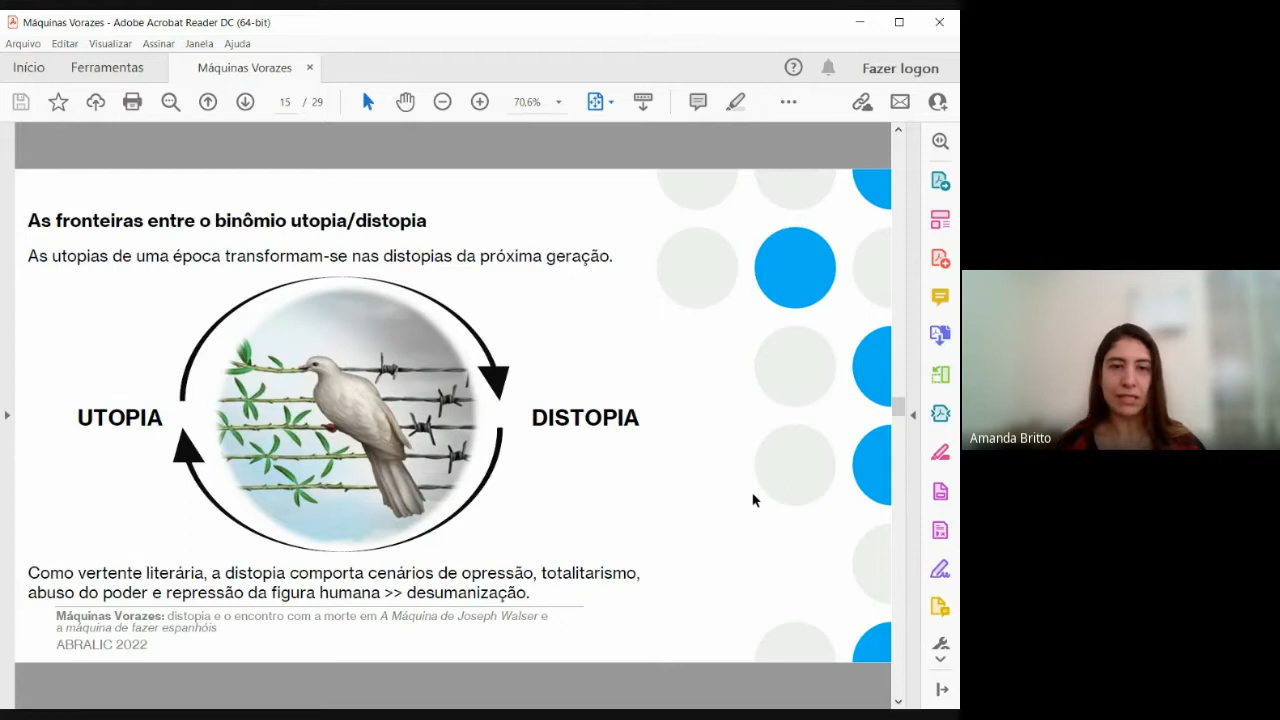 Máquinas Vorazes - Adobe Acrobat Reader DC (64-bit)
Arquivo Editar Visualizar Assinar Janela Ajuda
Início Ferramentas Máquinas Vorazes × Fazer logon
15 / 29 70,6%
As fronteiras entre o binômio utopia/distopia
As utopias de uma época transformam-se nas distopias da próxima geração.
UTOPIA DISTOPIA
Como vertente literária, a distopia comporta cenários de opressão, totalitarismo,
abuso do poder e repressão da figura humana >> desumanização.
Máquinas Vorazes: distopia e o encontro com a morte em A Máquina de Joseph Walser e
a máquina de fazer espanhóis
ABRALIC 2022
Amanda Britto